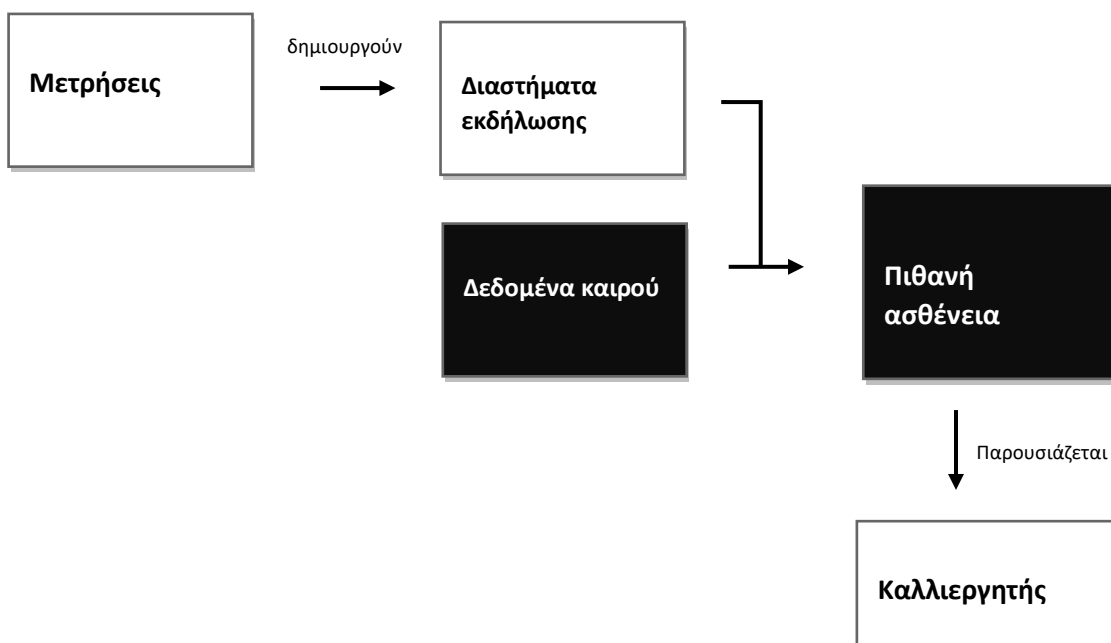 Μετρήσεις
δημιουργούν
Διαστήματα
εκδήλωσης
Δεδομένα καιρού
Πιθανή
ασθένεια
Παρουσιάζεται
Καλλιεργητής